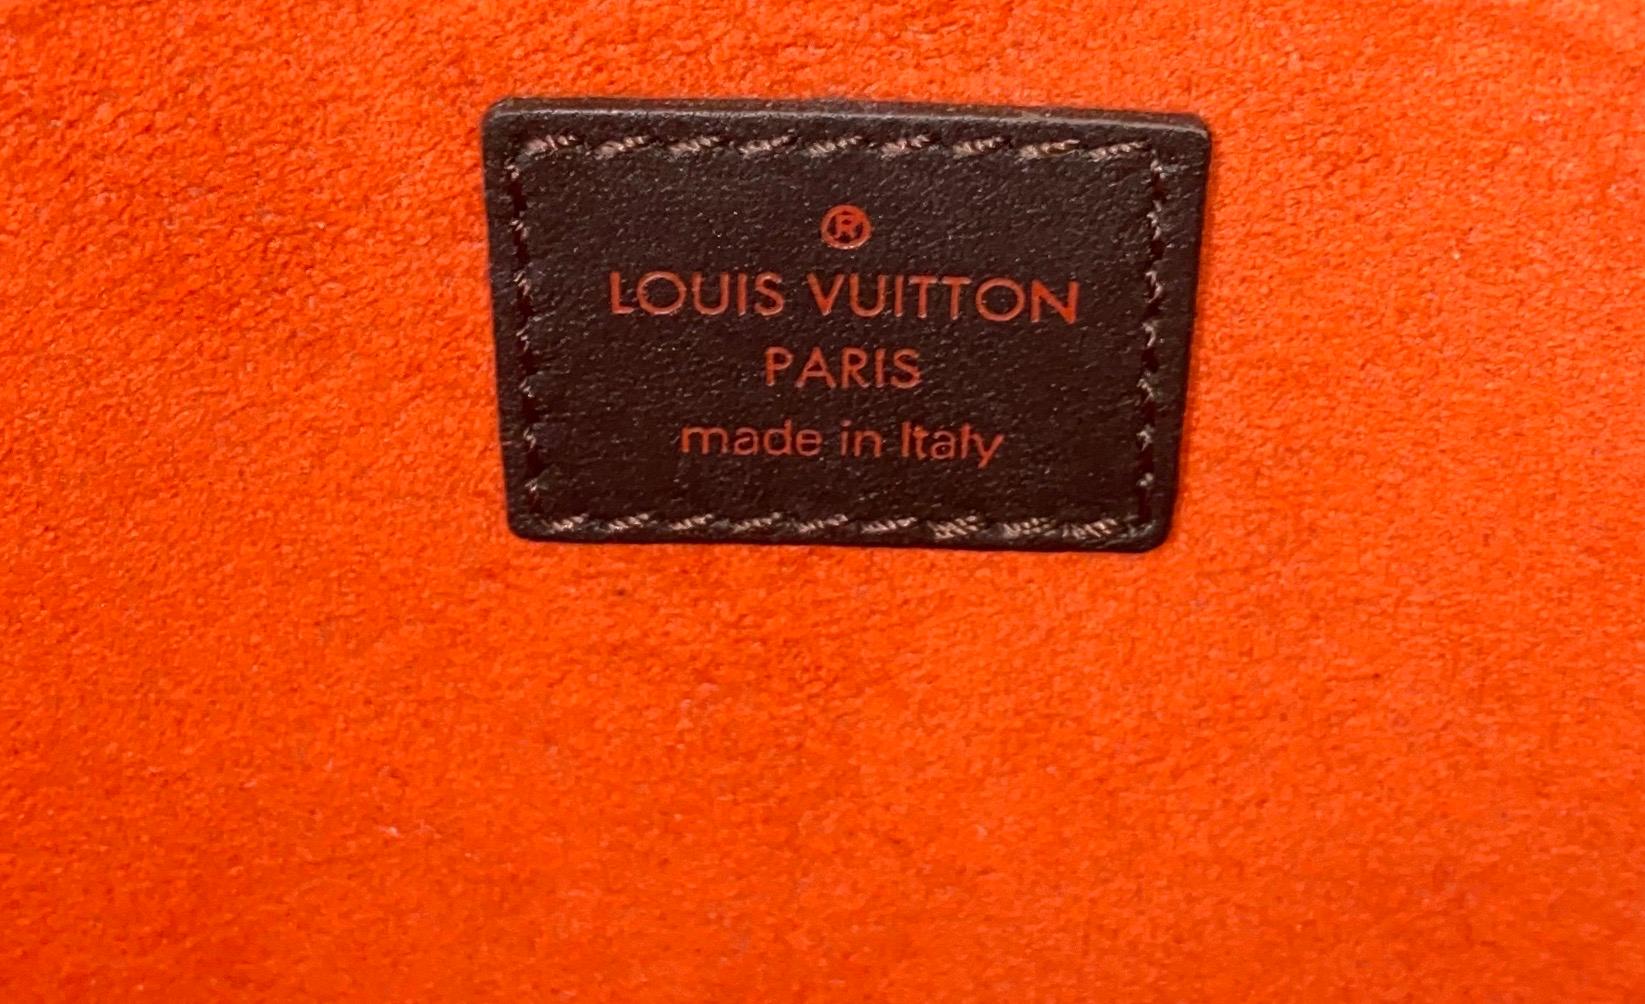 ®
LOUIS VUITTON
PARIS
made in Italy